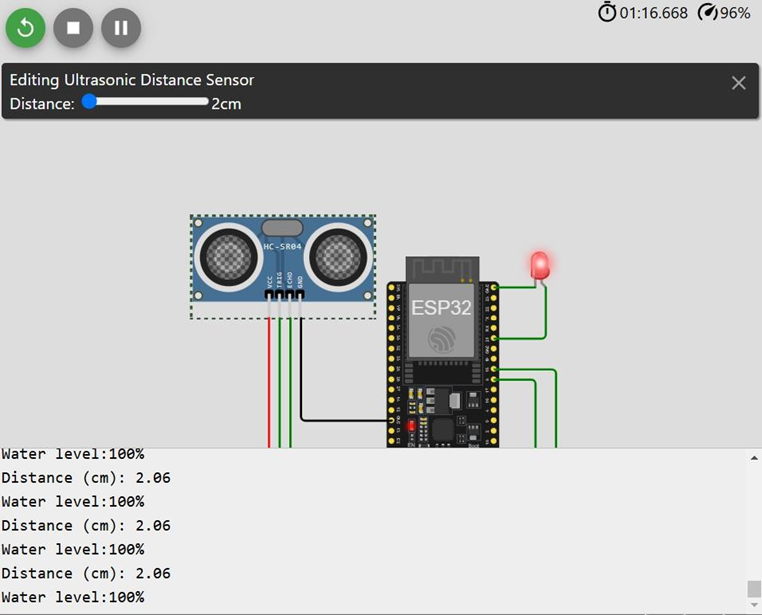 01:16.668 96%
Editing Ultrasonic Distance Sensor
Distance: 2cm
HC-SR04
VCC TRIG ECHO GND
ESP32
Water level:100%
Distance (cm): 2.06
Water level:100%
Distance (cm): 2.06
Water level:100%
Distance (cm): 2.06
Water level:100%